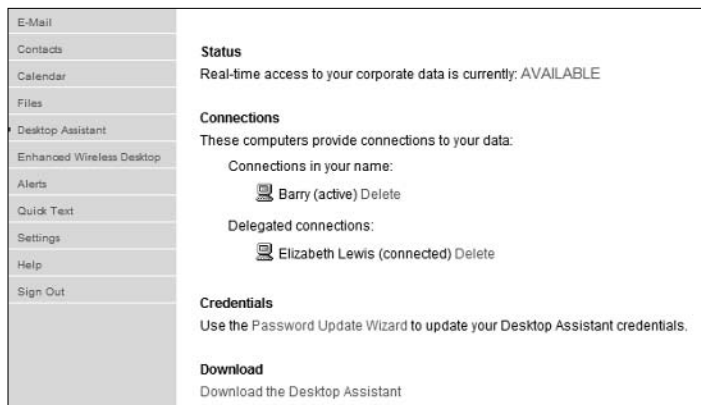 E-Mail
Contacts
Calendar
Files
Desktop Assistant
Enhanced Wireless Desktop
Alerts
Quick Text
Settings
Help
Sign Out
Status
Real-time access to your corporate data is currently: AVAILABLE
Connections
These computers provide connections to your data:
Connections in your name:
Barry (active) Delete
Delegated connections:
Elizabeth Lewis (connected) Delete
Credentials
Use the Password Update Wizard to update your Desktop Assistant credentials.
Download
Download the Desktop Assistant